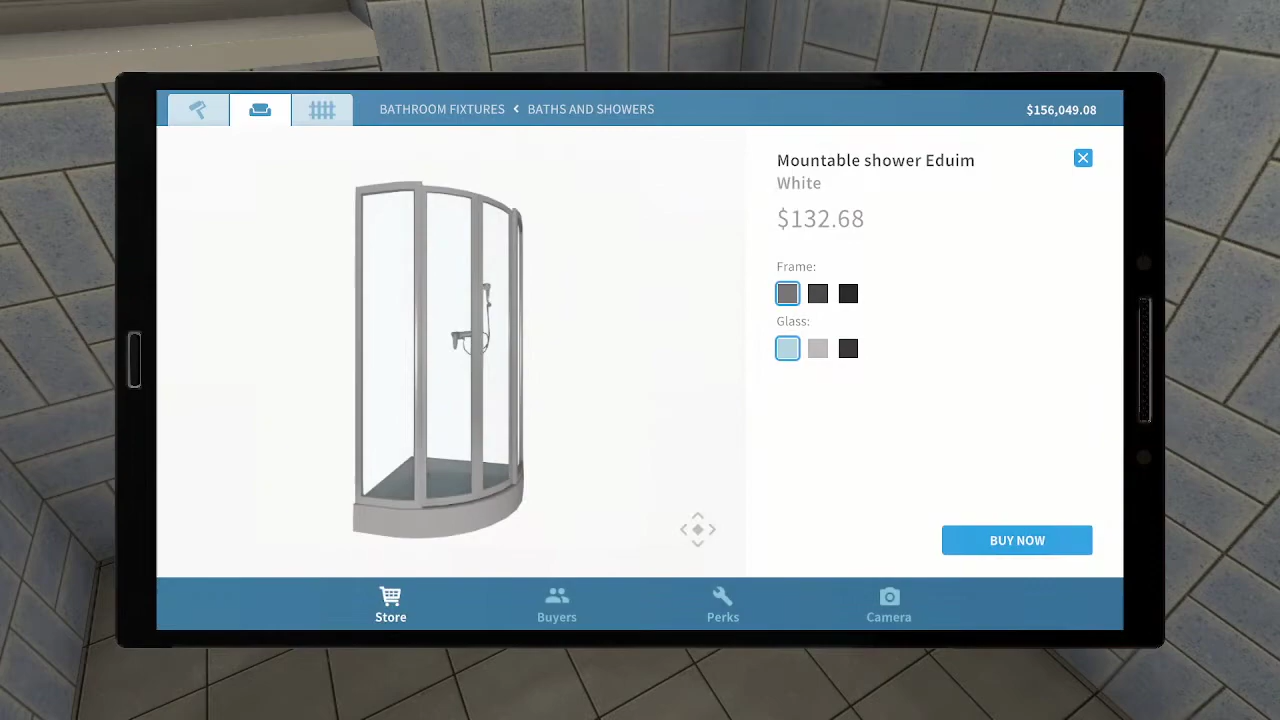 BATHROOM FIXTURES < BATHS AND SHOWERS
$156,049.08
Mountable shower Eduim
White
$132.68
Frame:
Glass:
BUY NOW
Store
Buyers
Perks
Camera